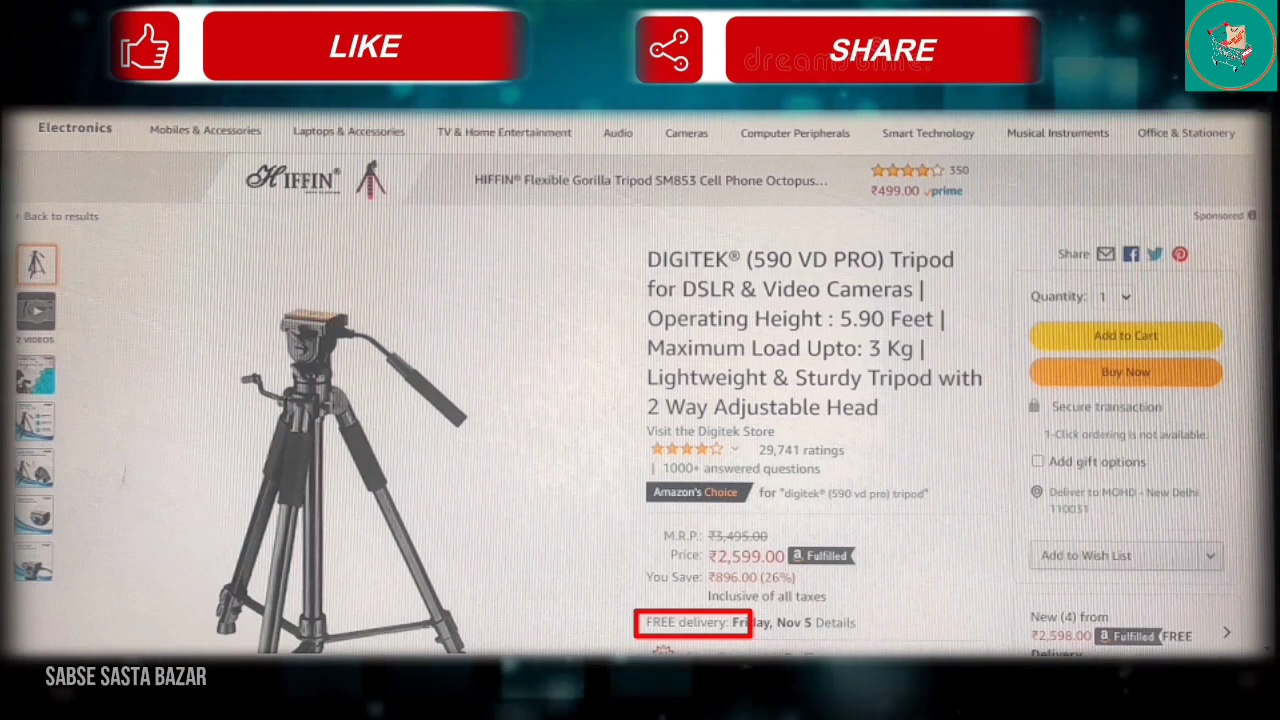 LIKE
SHARE
dreamstime.
Electronics
Mobiles & Accessories
Laptops & Accessories
TV & Home Entertainment
Audio
Cameras
Computer Peripherals
Smart Technology
Musical Instruments
Office & Stationery
HIFFIN®
HIFFIN® Flexible Gorilla Tripod SM853 Cell Phone Octopus...
350
₹499.00 prime
‹ Back to results
Sponsored
2 VIDEOS
DIGITEK® (590 VD PRO) Tripod
for DSLR & Video Cameras |
Operating Height : 5.90 Feet |
Maximum Load Upto: 3 Kg |
Lightweight & Sturdy Tripod with
2 Way Adjustable Head
Visit the Digitek Store
29,741 ratings
| 1000+ answered questions
Amazon's Choice for "digitek® (590 vd pro) tripod"
M.R.P.: ₹3,495.00
Price: ₹2,599.00 a Fulfilled
You Save: ₹896.00 (26%)
Inclusive of all taxes
FREE delivery: Friday, Nov 5 Details
Share
Quantity: 1
Add to Cart
Buy Now
Secure transaction
1-Click ordering is not available.
Add gift options
Deliver to MOHD - New Delhi
110031
Add to Wish List
New (4) from
₹2,598.00 a Fulfilled FREE
Delivery
SABSE SASTA BAZAR